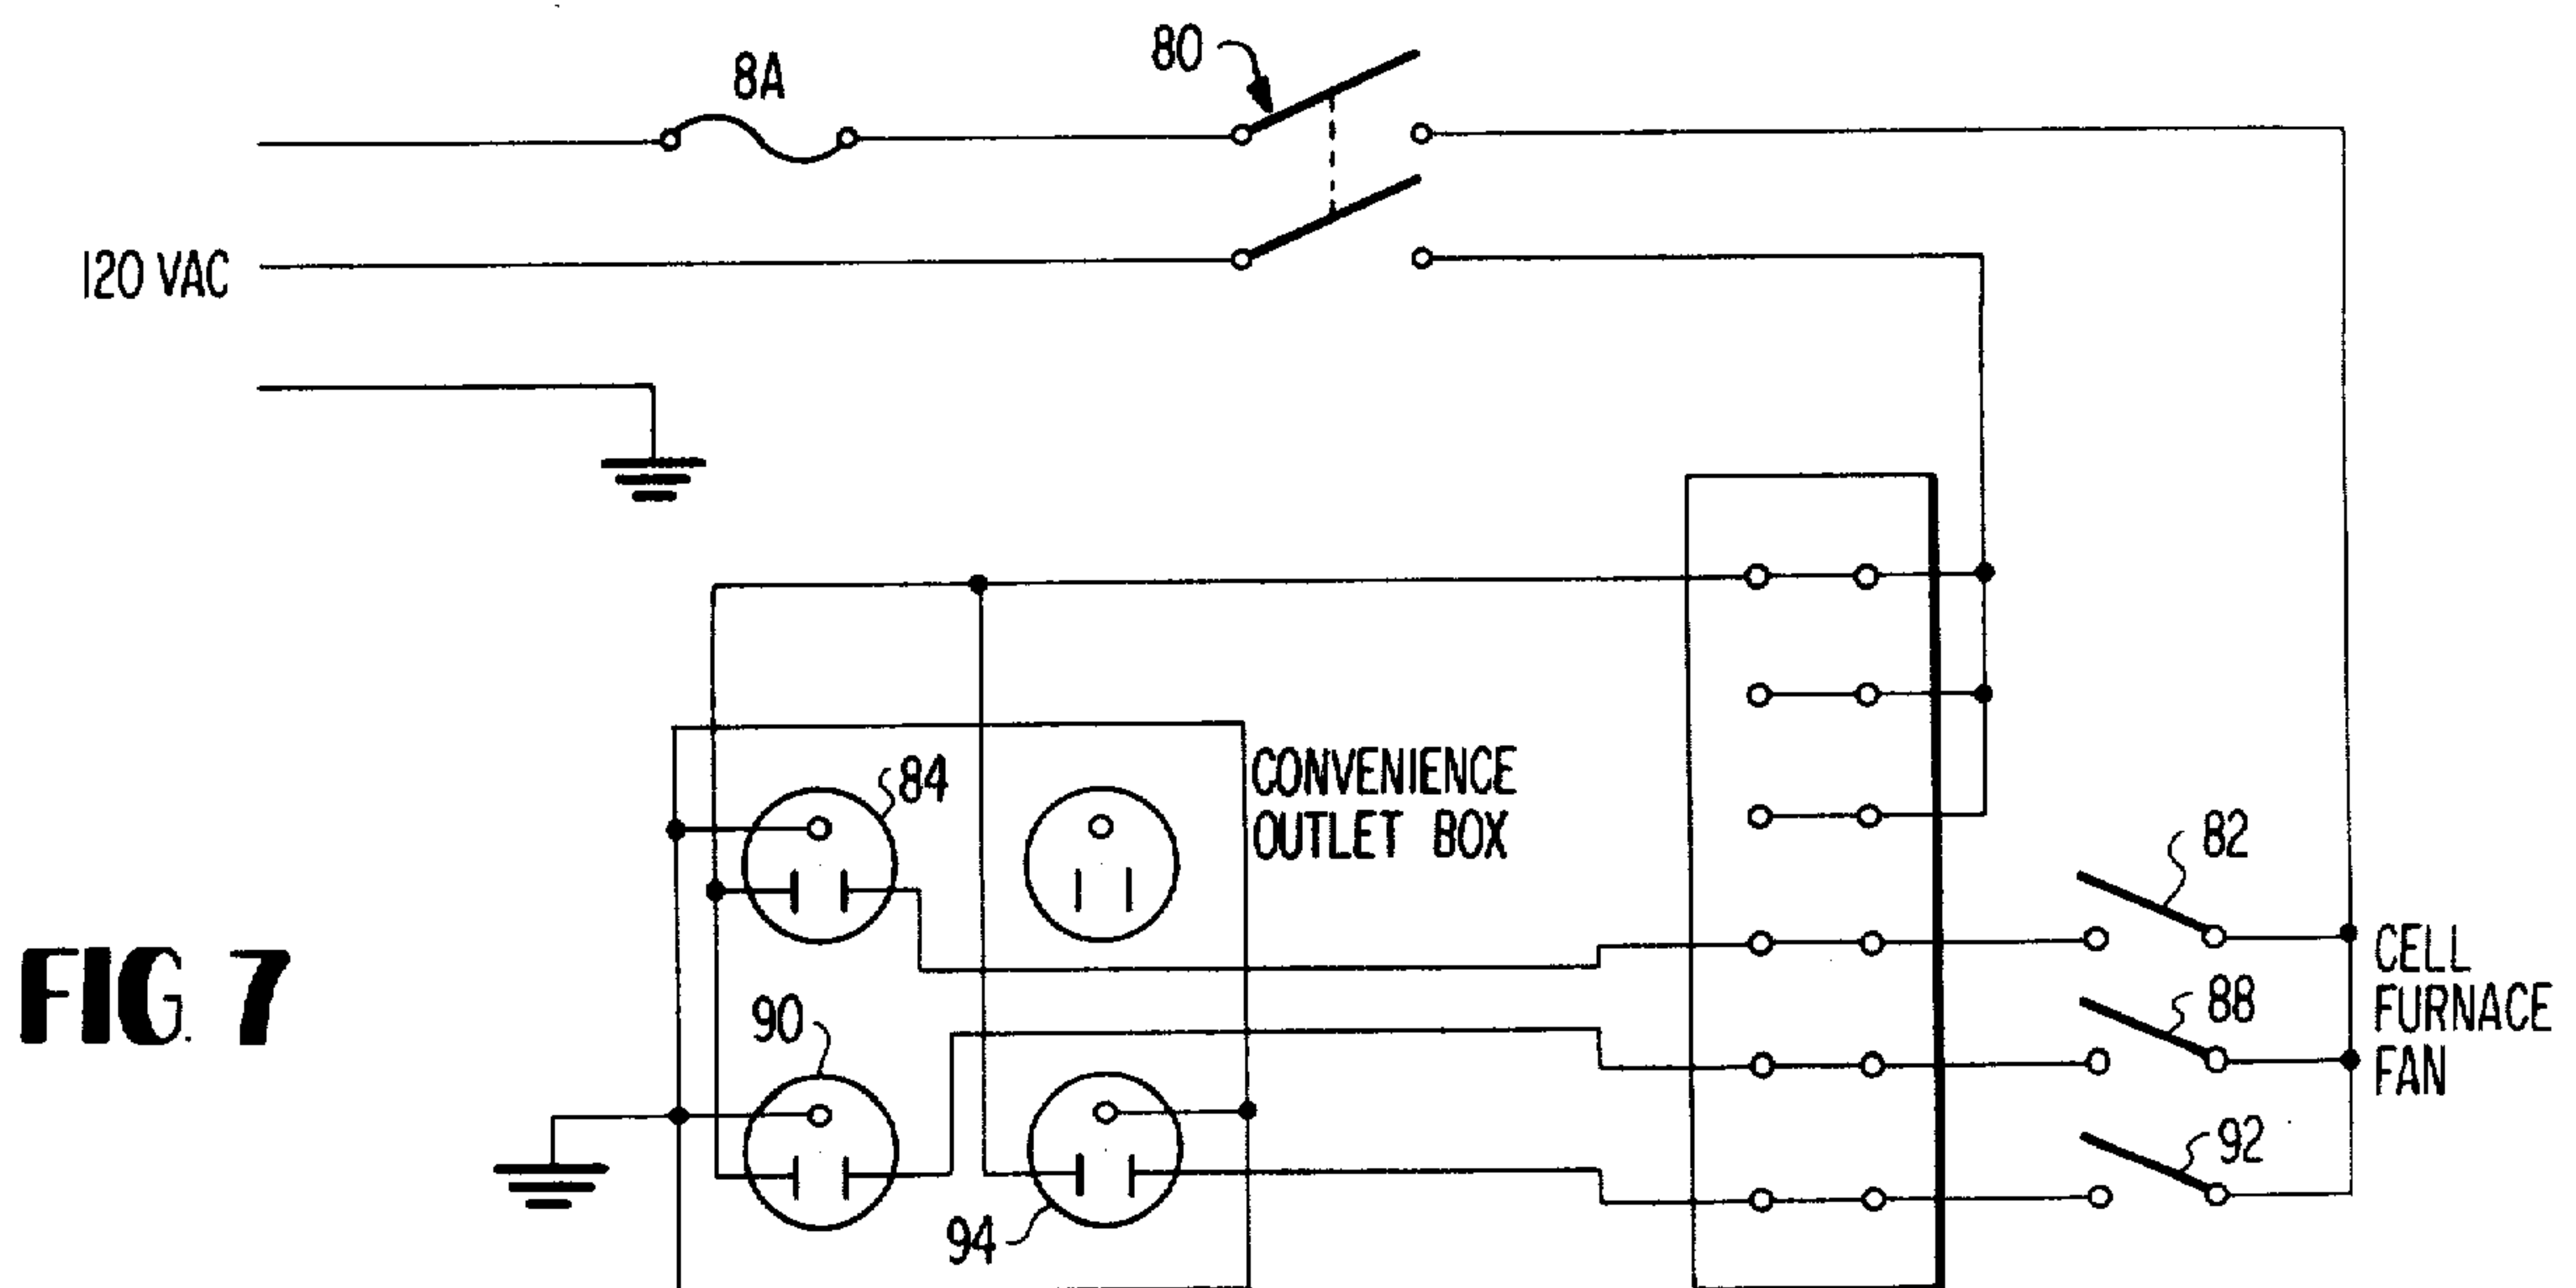 80
8A
120 VAC
84
CONVENIENCE
OUTLET BOX
82
FIG. 7
CELL
FURNACE
FAN
88
90
92
94